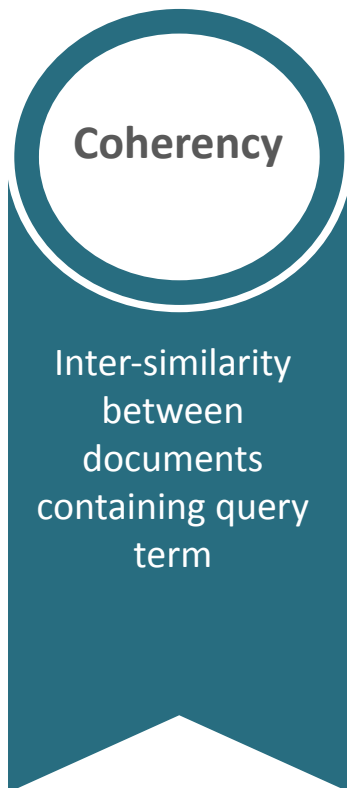 Coherency
Inter-similarity
between
documents
containing query
term